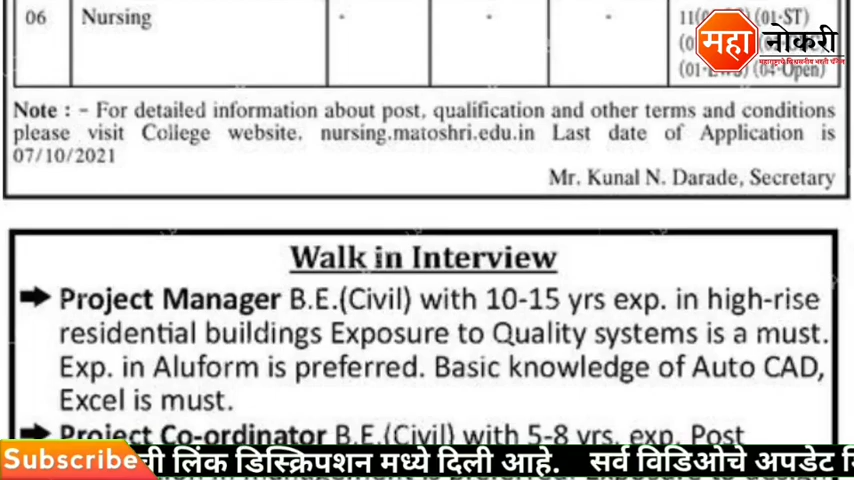 06 Nursing - - - 11 (01-ST)
महा नोकरी
(04-Open)
Note : - For detailed information about post, qualification and other terms and conditions
please visit College website. nursing.matoshri.edu.in Last date of Application is
07/10/2021
Mr. Kunal N. Darade, Secretary
Walk in Interview
Project Manager B.E.(Civil) with 10-15 yrs exp. in high-rise
residential buildings Exposure to Quality systems is a must.
Exp. in Aluform is preferred. Basic knowledge of Auto CAD,
Excel is must.
Project Co-ordinator B.E.(Civil) with 5-8 yrs. exp. Post
Subscribe ची लिंक डिस्क्रिपशन मध्ये दिली आहे. सर्व विडिओचे अपडेट